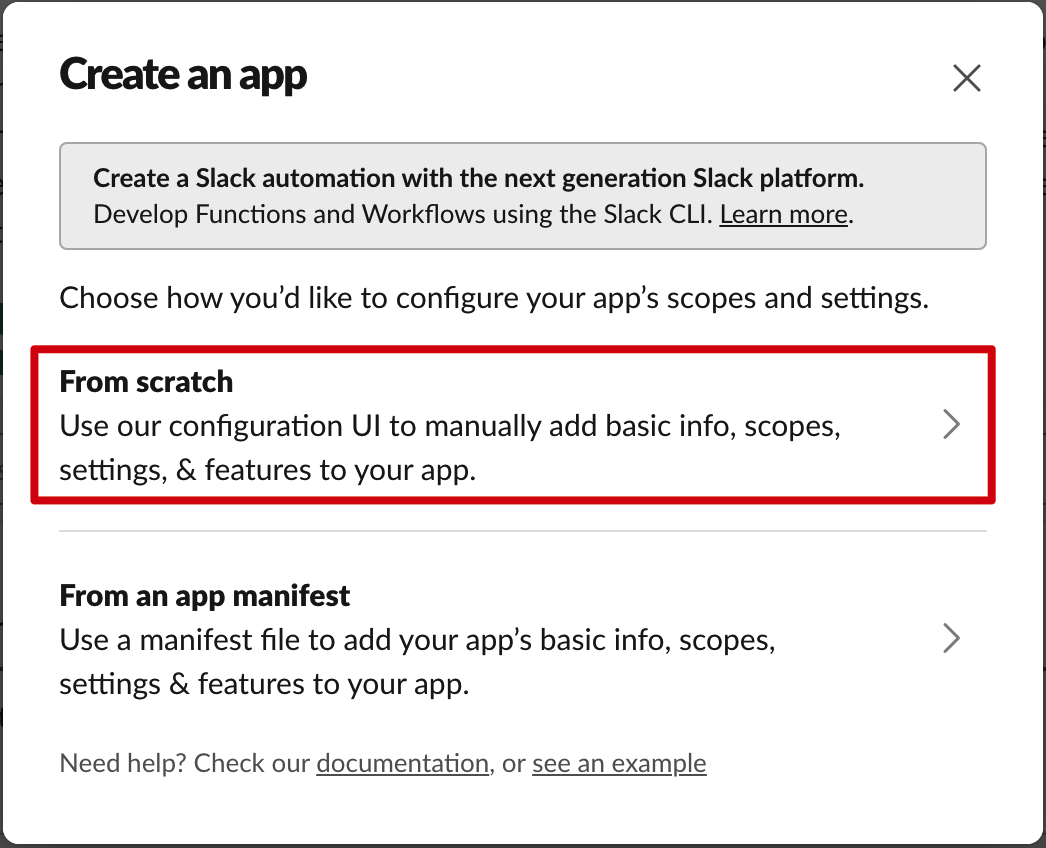 Create an app
Create a Slack automation with the next generation Slack platform.
Develop Functions and Workflows using the Slack CLI. Learn more.
Choose how you’d like to configure your app’s scopes and settings.
From scratch
Use our configuration UI to manually add basic info, scopes,
settings, & features to your app.
From an app manifest
Use a manifest file to add your app’s basic info, scopes,
settings & features to your app.
Need help? Check our documentation, or see an example